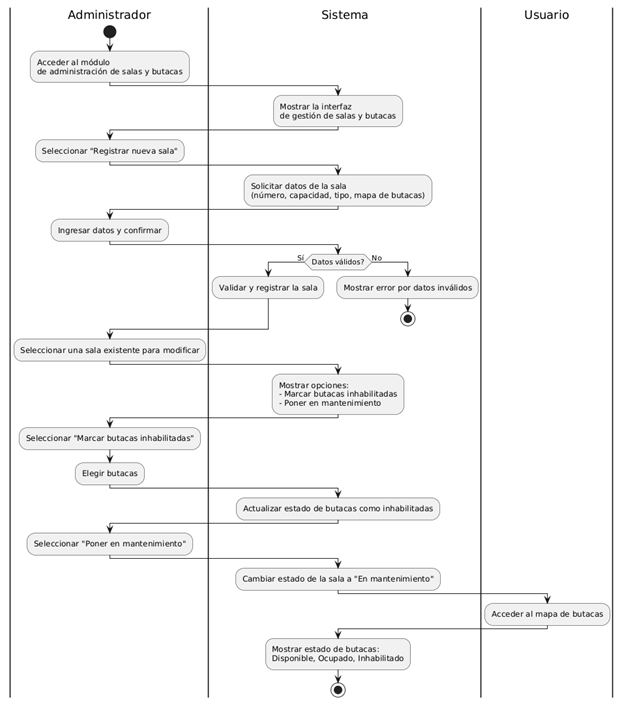 Administrador
Sistema
Usuario
Acceder al módulo
de administración de salas y butacas
Mostrar la interfaz
de gestión de salas y butacas
Seleccionar "Registrar nueva sala"
Solicitar datos de la sala
(número, capacidad, tipo, mapa de butacas)
Ingresar datos y confirmar
Sí
Datos válidos?
No
Validar y registrar la sala
Mostrar error por datos inválidos
Seleccionar una sala existente para modificar
Mostrar opciones:
- Marcar butacas inhabilitadas
- Poner en mantenimiento
Seleccionar "Marcar butacas inhabilitadas"
Elegir butacas
Actualizar estado de butacas como inhabilitadas
Seleccionar "Poner en mantenimiento"
Cambiar estado de la sala a "En mantenimiento"
Acceder al mapa de butacas
Mostrar estado de butacas:
Disponible, Ocupado, Inhabilitado